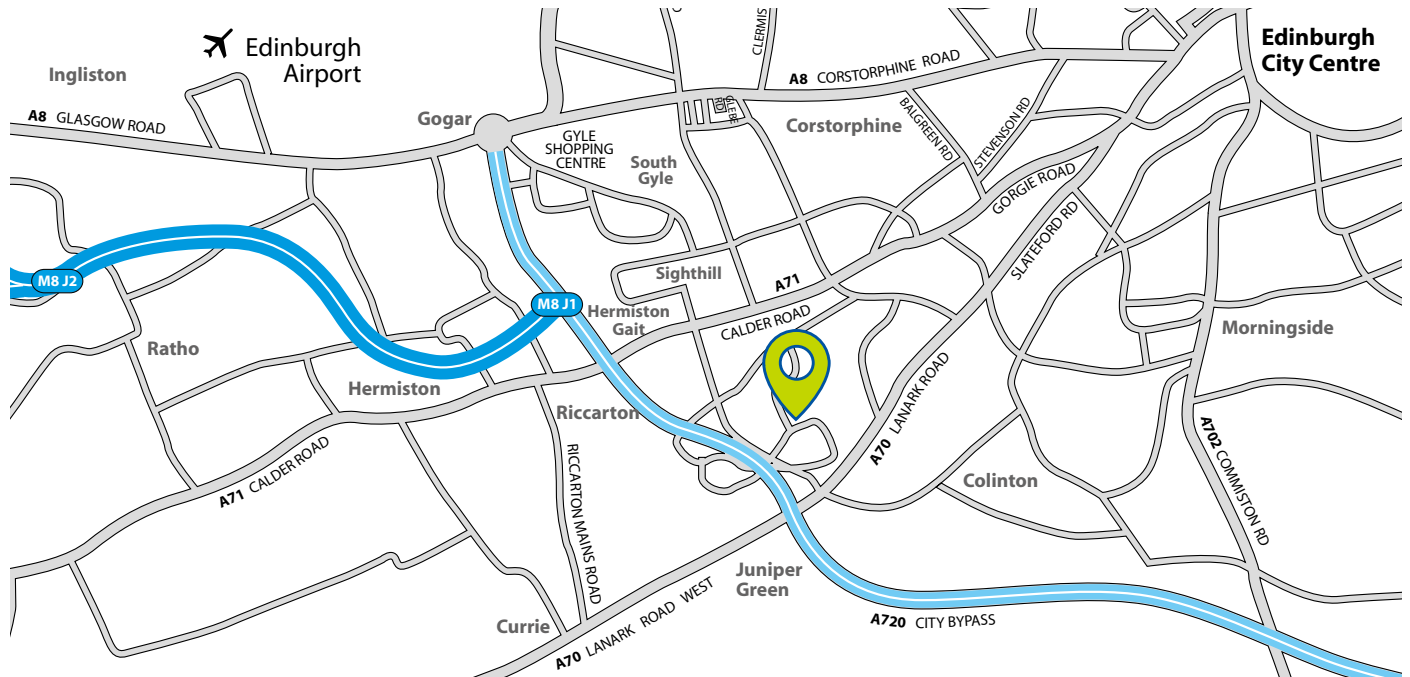 Edinburgh
Airport
Ingliston
A8 GLASGOW ROAD
Gogar
GYLE
SHOPPING
CENTRE
South
Gyle
CLERMIS
GLEBE
RD
A8 CORSTORPHINE ROAD
Corstorphine
BALGREEN RD
STEVENSON RD
Edinburgh
City Centre
GORGIE ROAD
SLATEFORD RD
M8 J2
M8 J1
Sighthill
A71
CALDER ROAD
Hermiston
Gait
Ratho
Hermiston
Riccarton
Morningside
A70 LANARK ROAD
A71 CALDER ROAD
RICCARTON MAINS ROAD
Colinton
A702 COMMISTON RD
Juniper
Green
Currie
A70 LANARK ROAD WEST
A720 CITY BYPASS